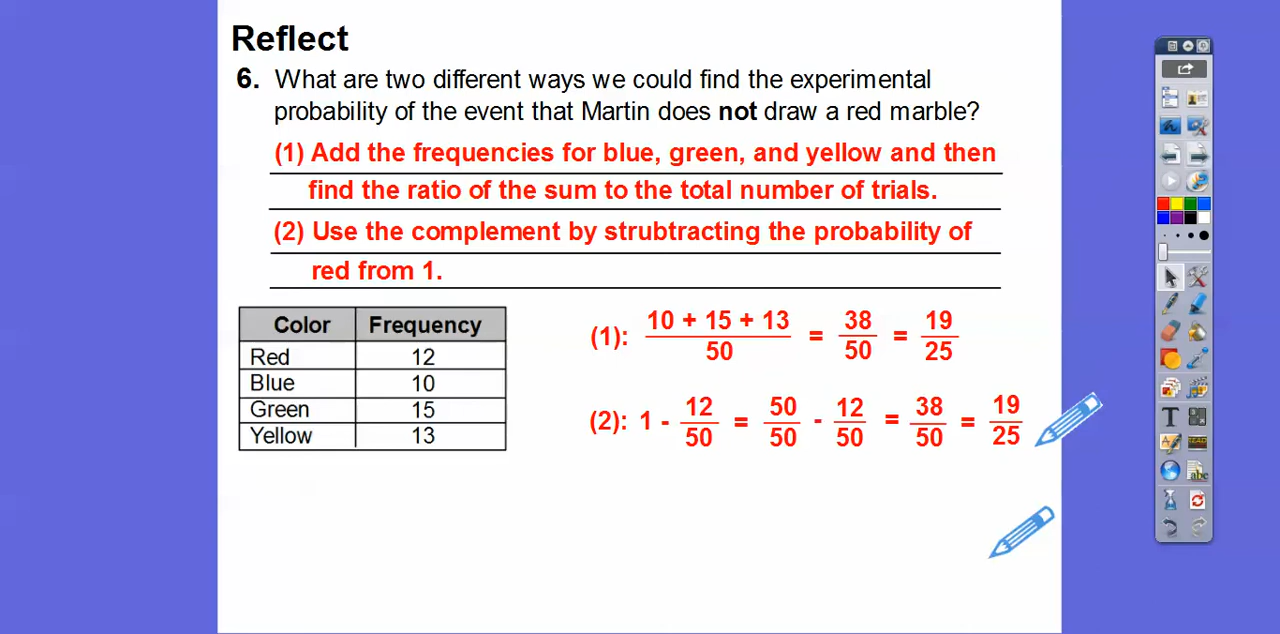 Reflect
6. What are two different ways we could find the experimental
probability of the event that Martin does not draw a red marble?
(1) Add the frequencies for blue, green, and yellow and then
find the ratio of the sum to the total number of trials.
(2) Use the complement by strubtracting the probability of
red from 1.
Color Frequency
Red 12
Blue 10
Green 15
Yellow 13
(1): 10 + 15 + 13 / 50 = 38 / 50 = 19 / 25
(2): 1 - 12 / 50 = 50 / 50 - 12 / 50 = 38 / 50 = 19 / 25